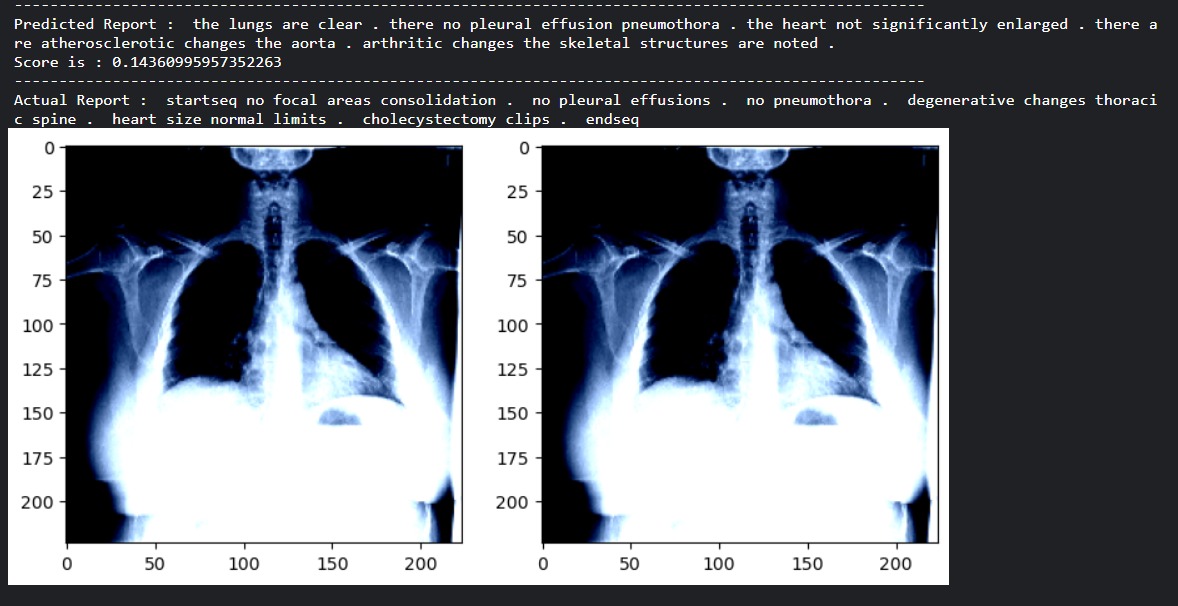 --------------------------------------------------------------------------------------------
Predicted Report :  the lungs are clear . there no pleural effusion pneumothora . the heart not significantly enlarged . there a
re atherosclerotic changes the aorta . arthritic changes the skeletal structures are noted .
Score is : 0.14360995957352263
--------------------------------------------------------------------------------------------
Actual Report :  startseq no focal areas consolidation .  no pleural effusions .  no pneumothora .  degenerative changes thoraci
c spine .  heart size normal limits .  cholecystectomy clips .  endseq
0 0
25 25
50 50
75 75
100 100
125 125
150 150
175 175
200 200
0 50 100 150 200 0 50 100 150 200